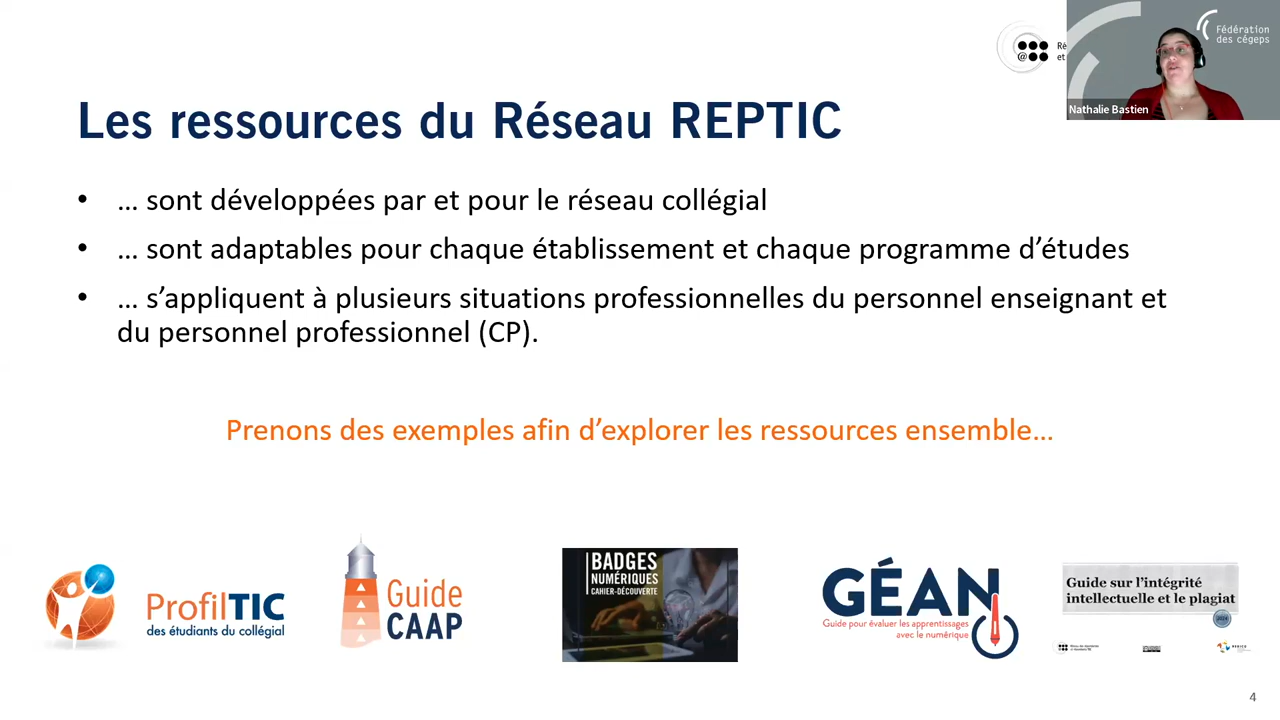 Fédération
des cégeps
Nathalie Bastien
Les ressources du Réseau REPTIC
• … sont développées par et pour le réseau collégial
• … sont adaptables pour chaque établissement et chaque programme d’études
• … s’appliquent à plusieurs situations professionnelles du personnel enseignant et
du personnel professionnel (CP).
Prenons des exemples afin d’explorer les ressources ensemble…
ProfilTIC
des étudiants du collégial
Guide
CAAP
BADGES
NUMÉRIQUES
CAHIER-DÉCOUVERTE
GÉAN
Guide pour évaluer les apprentissages
avec le numérique
Guide sur l’intégrité
intellectuelle et le plagiat
4